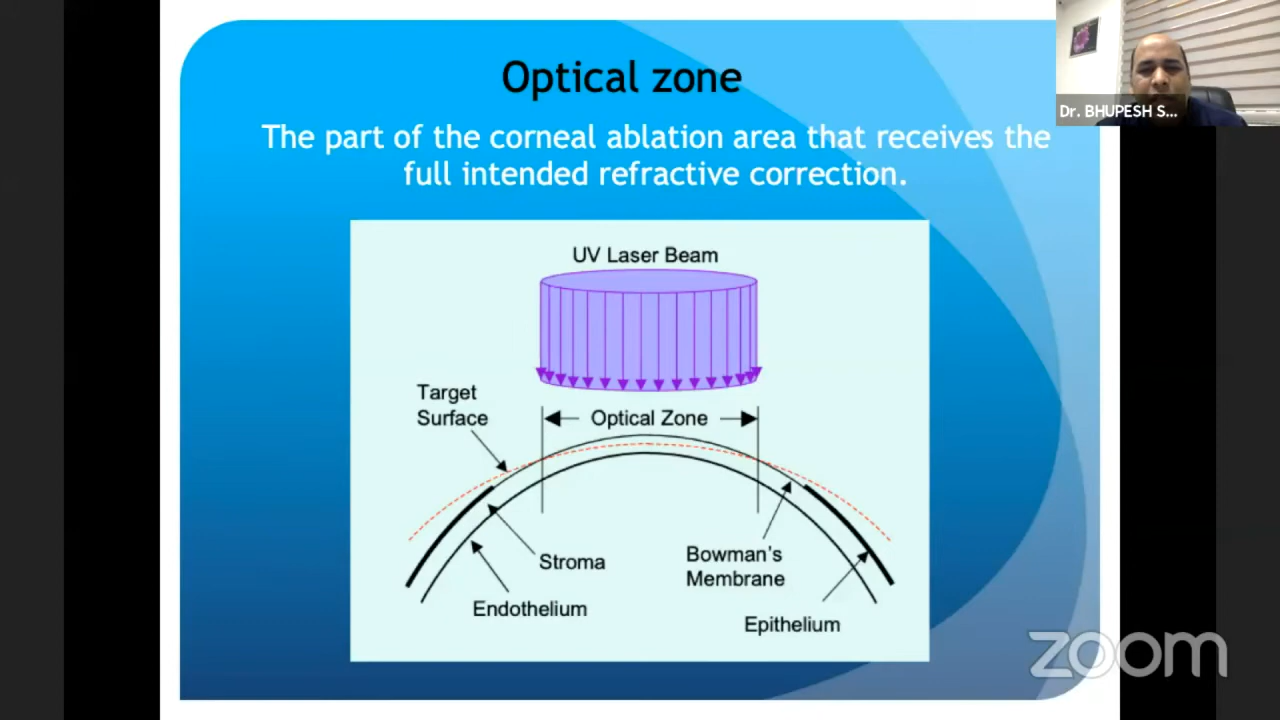 Optical zone
The part of the corneal ablation area that receives the
full intended refractive correction.
Dr. BHUPESH S...
UV Laser Beam
Target
Surface
Optical Zone
Stroma
Bowman's
Membrane
Endothelium
Epithelium
zoom